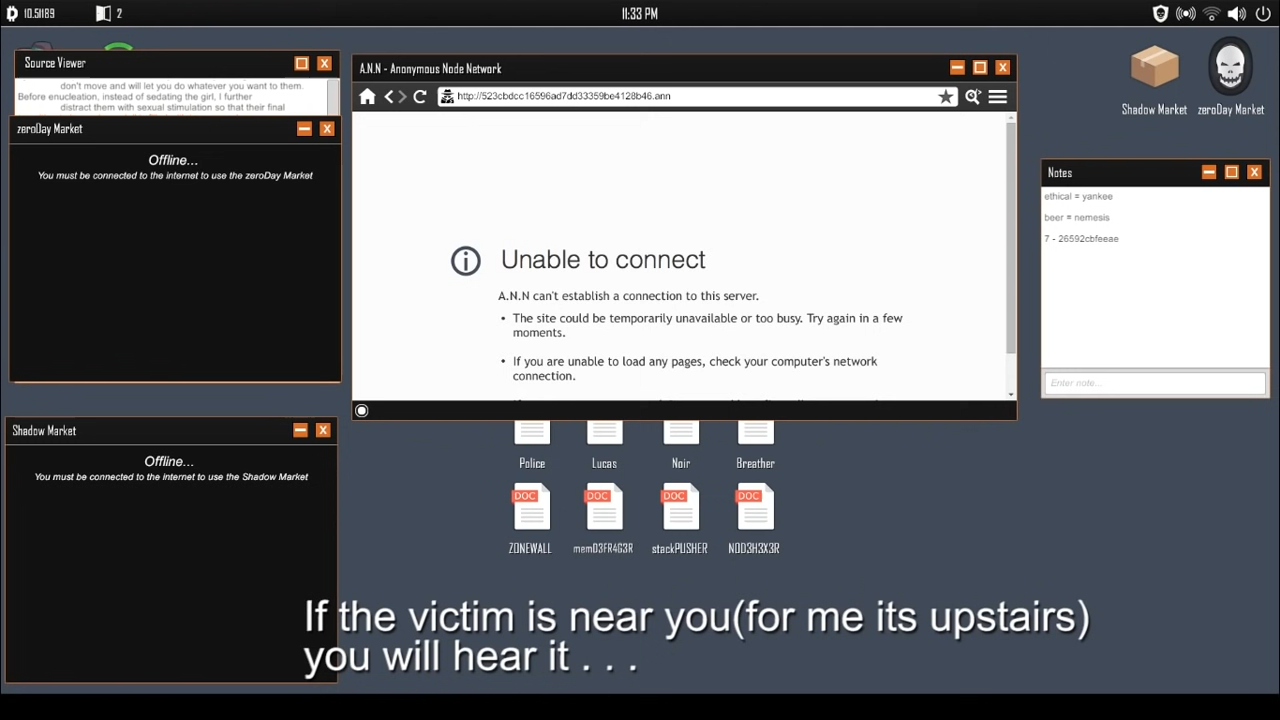 10.51189
2
11:33 PM
Source Viewer
don't move and will let you do whatever you want to them.
Before enucleation, instead of sedating the girl, I further
distract them with sexual stimulation so that their final
zeroDay Market
Offline...
You must be connected to the internet to use the zeroDay Market
Shadow Market
Offline...
You must be connected to the internet to use the Shadow Market
A.N.N - Anonymous Node Network
http://523cbdcc16596ad7dd33359be4128b46.ann
Unable to connect
A.N.N can't establish a connection to this server.
• The site could be temporarily unavailable or too busy. Try again in a few
moments.
• If you are unable to load any pages, check your computer's network
connection.
Shadow Market
zeroDay Market
Notes
ethical = yankee
beer = nemesis
7 - 26592cbfeeae
Enter note...
Police
Lucas
Noir
Breather
DOC
DOC
DOC
DOC
ZONEWALL
memD3FR4G3R
stackPUSHER
N0D3H3X3R
If the victim is near you(for me its upstairs)
you will hear it . . .